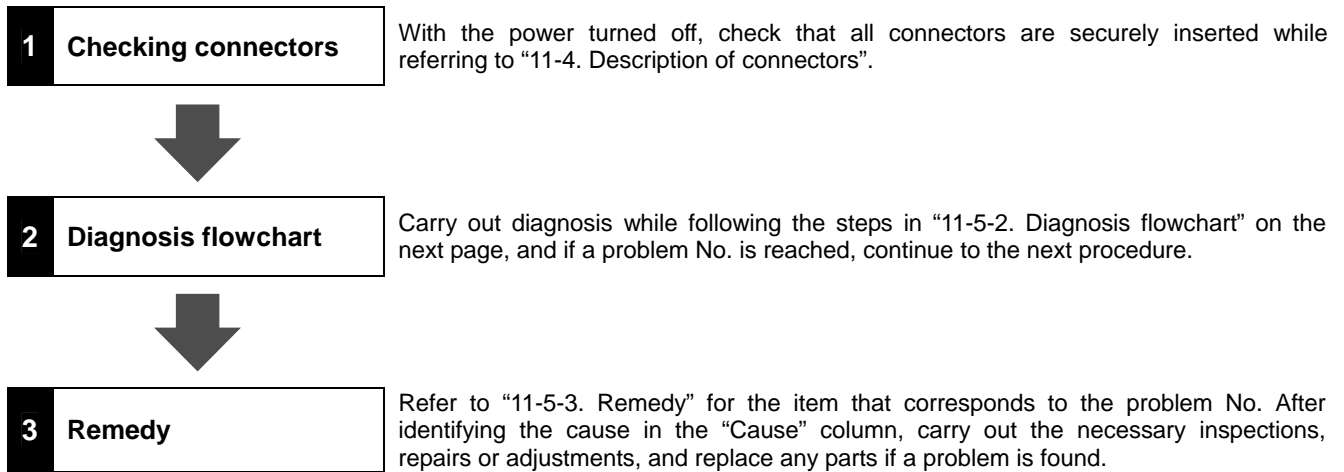 1 Checking connectors
With the power turned off, check that all connectors are securely inserted while
referring to “11-4. Description of connectors”.
2 Diagnosis flowchart
Carry out diagnosis while following the steps in “11-5-2. Diagnosis flowchart” on the
next page, and if a problem No. is reached, continue to the next procedure.
3 Remedy
Refer to “11-5-3. Remedy” for the item that corresponds to the problem No. After
identifying the cause in the “Cause” column, carry out the necessary inspections,
repairs or adjustments, and replace any parts if a problem is found.